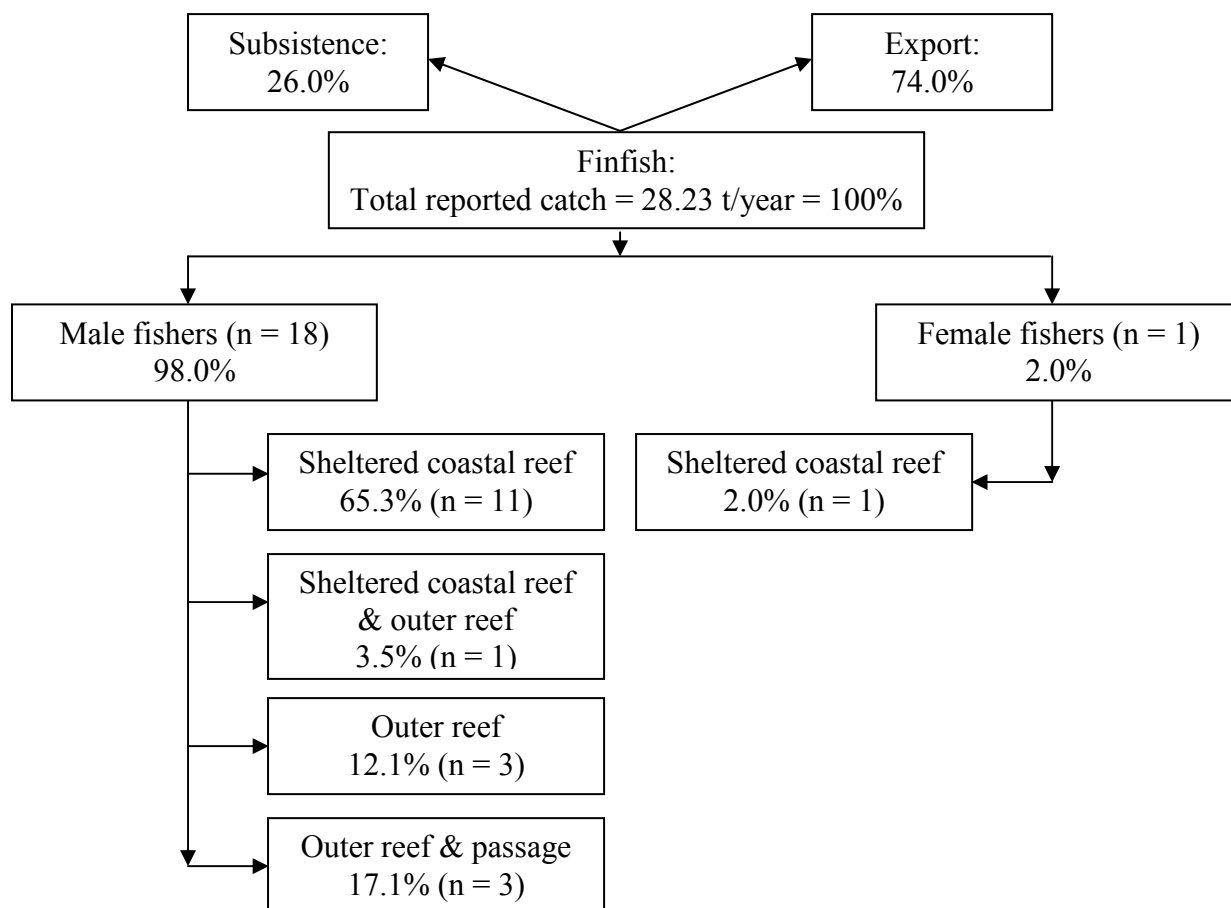 Subsistence:
26.0%
Export:
74.0%
Finfish:
Total reported catch = 28.23 t/year = 100%
Male fishers (n = 18)
98.0%
Female fishers (n = 1)
2.0%
Sheltered coastal reef
65.3% (n = 11)
Sheltered coastal reef
2.0% (n = 1)
Sheltered coastal reef
& outer reef
3.5% (n = 1)
Outer reef
12.1% (n = 3)
Outer reef & passage
17.1% (n = 3)